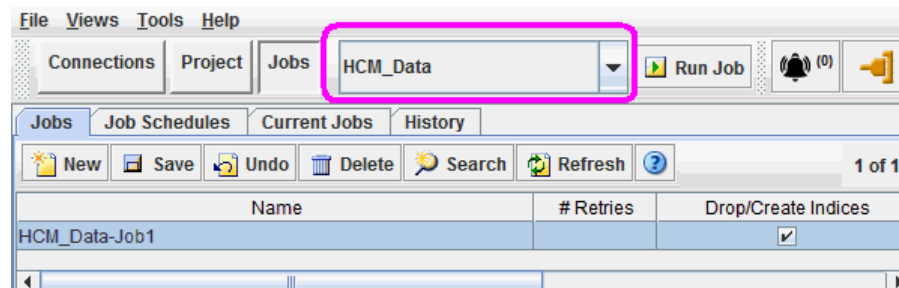 File Views Tools Help
Connections Project Jobs HCM_Data Run Job (0)
Jobs Job Schedules Current Jobs History
New Save Undo Delete Search Refresh ? 1 of 1
Name # Retries Drop/Create Indices
HCM_Data-Job1